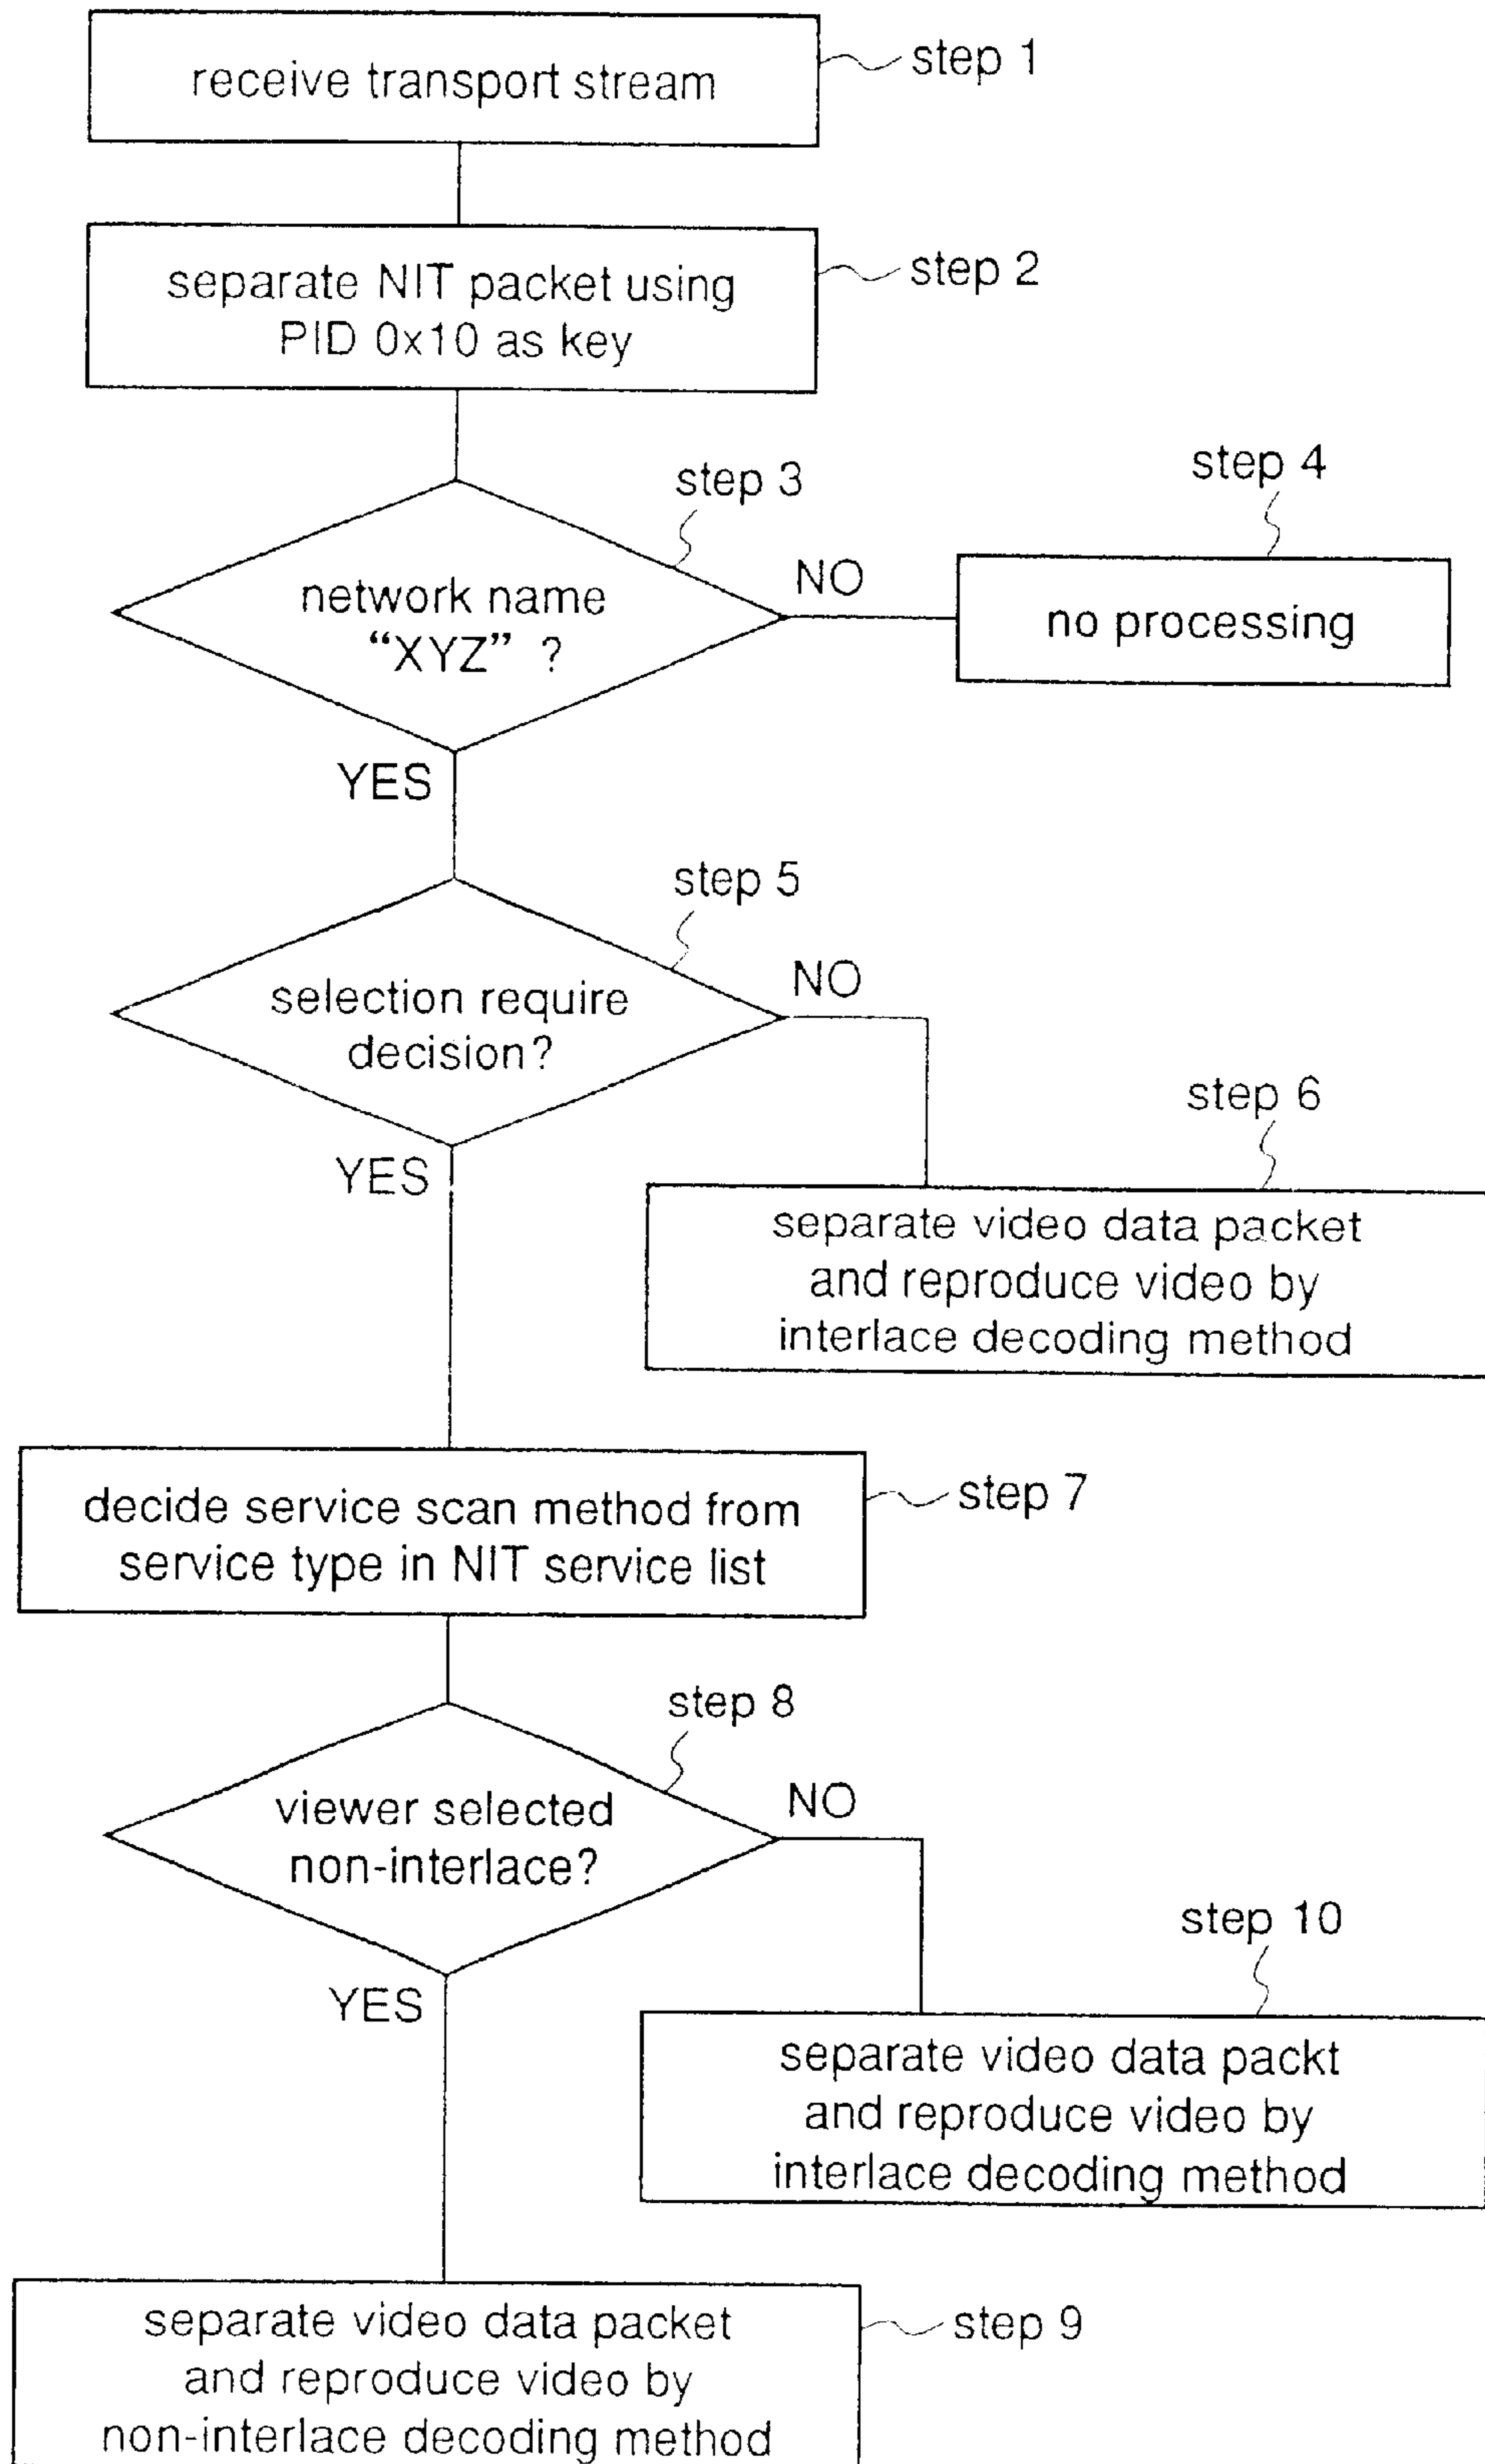 receive transport stream
step 1
separate NIT packet using
PID 0x10 as key
step 2
step 3
network name
“XYZ” ?
NO
step 4
no processing
YES
step 5
selection require
decision?
NO
step 6
separate video data packet
and reproduce video by
interlace decoding method
YES
decide service scan method from
service type in NIT service list
step 7
step 8
viewer selected
non-interlace?
NO
step 10
separate video data packt
and reproduce video by
interlace decoding method
YES
separate video data packet
and reproduce video by
non-interlace decoding method
step 9